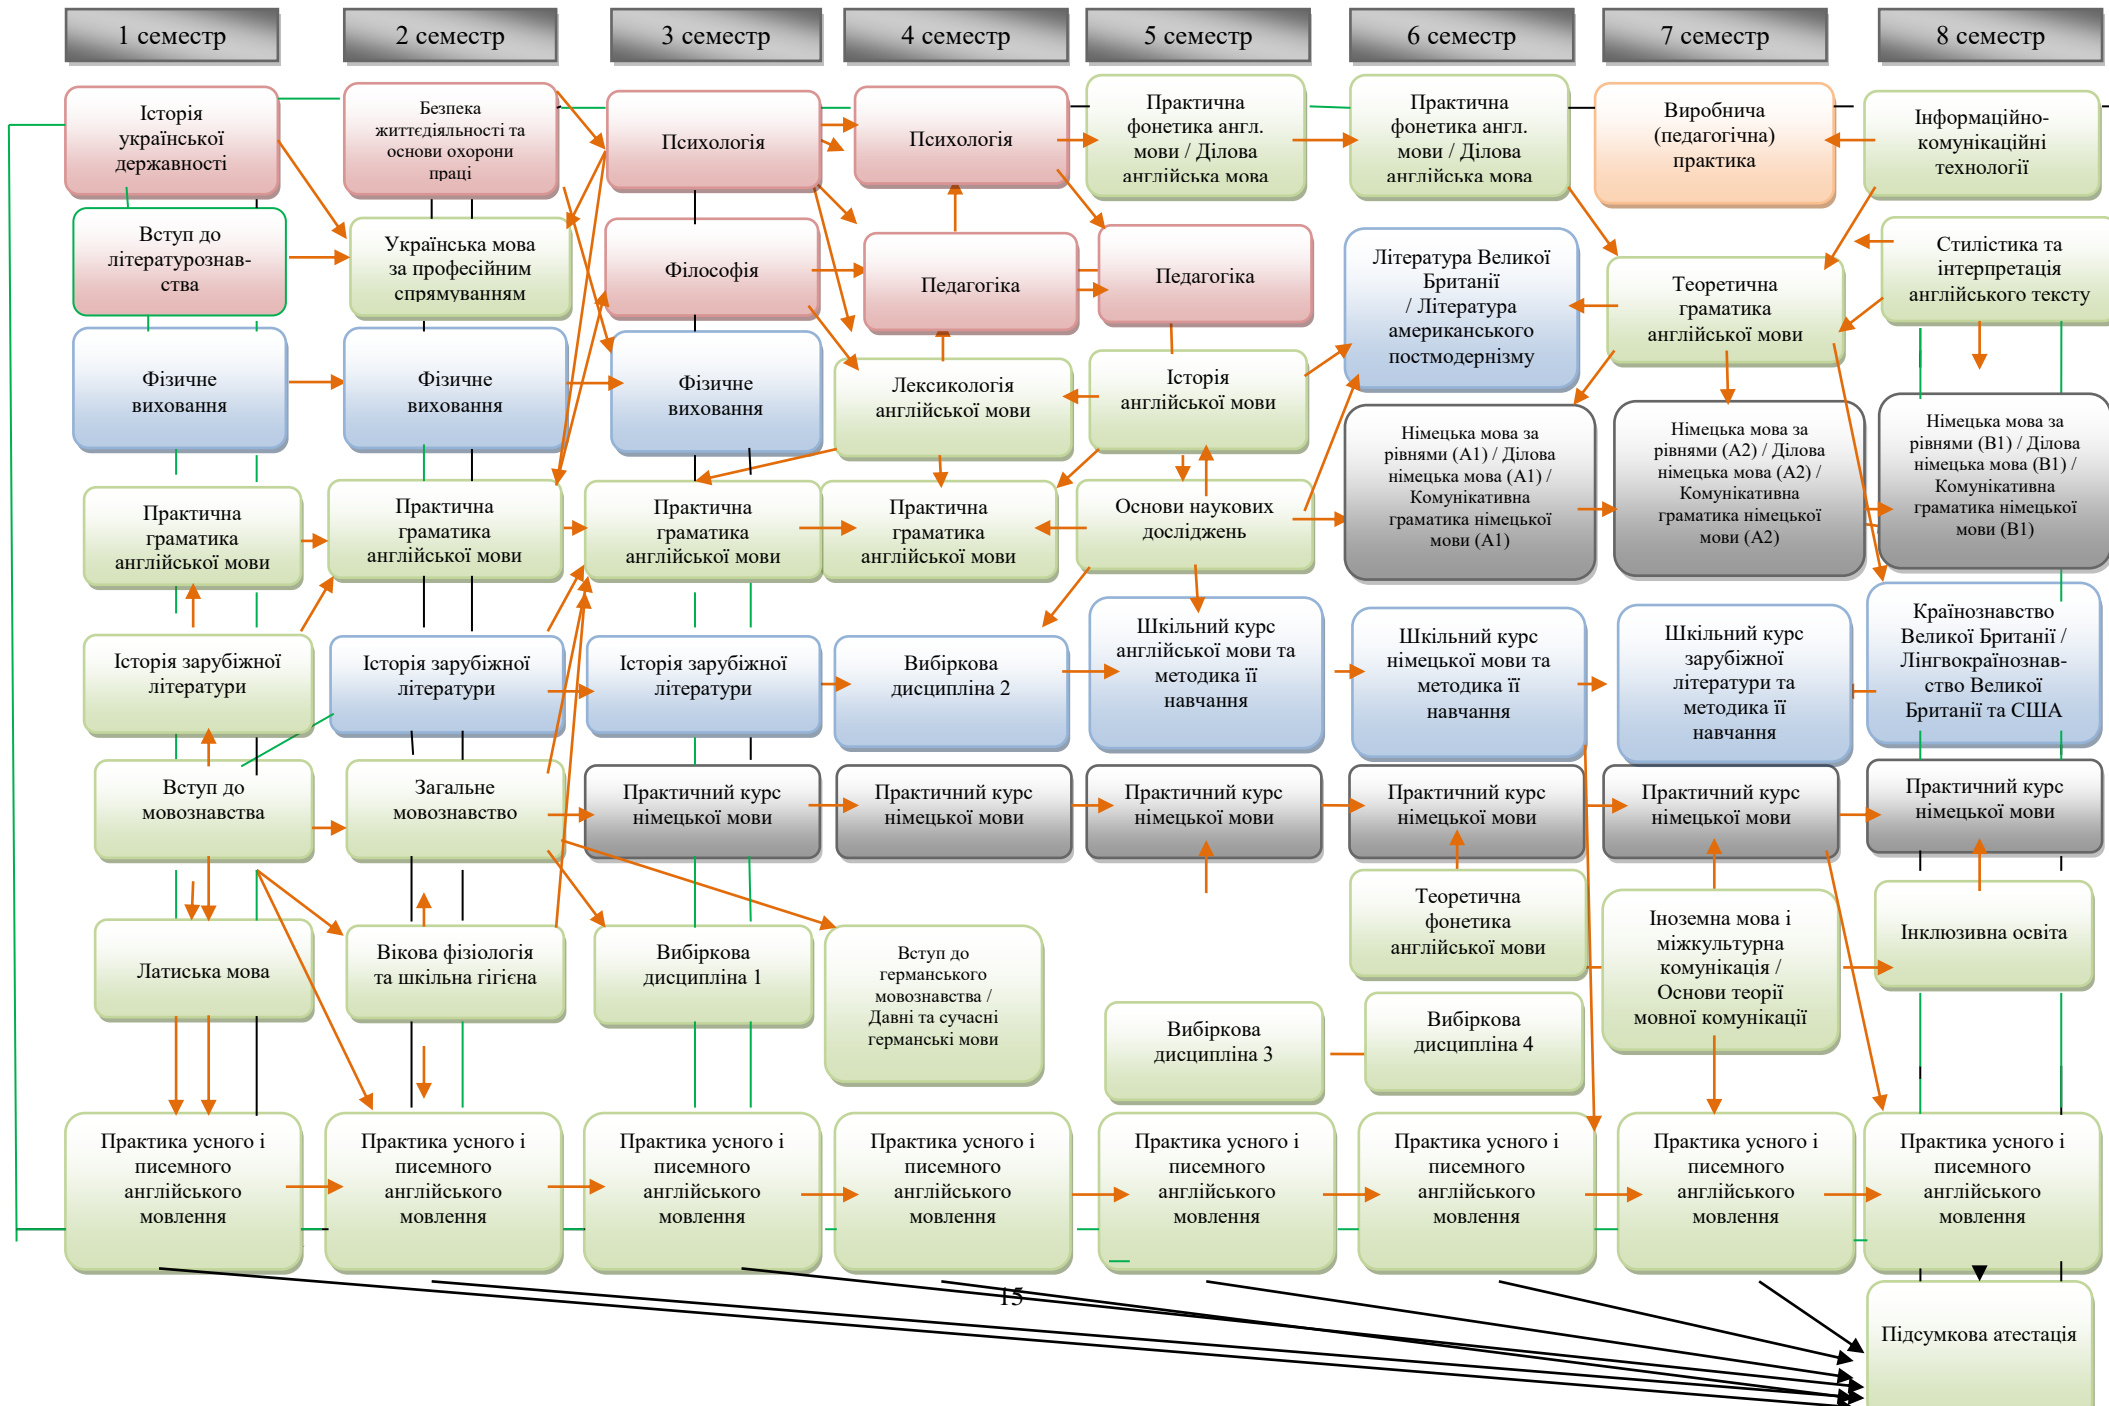 1 семестр
2 семестр
3 семестр
4 семестр
5 семестр
6 семестр
7 семестр
8 семестр
Історія
української
державності
Безпека
життєдіяльності та
основи охорони
праці
Психологія
Психологія
Практична
фонетика англ.
мови / Ділова
англійська мова
Практична
фонетика англ.
мови / Ділова
англійська мова
Виробнича
(педагогічна)
практика
Інформаційно-
комунікаційні
технології
Вступ до
літературознав-
ства
Українська мова
за професійним
спрямуванням
Філософія
Педагогіка
Педагогіка
Література Великої
Британії
/ Література
американського
постмодернізму
Теоретична
граматика
англійської мови
Стилістика та
інтерпретація
англійського тексту
Фізичне
виховання
Фізичне
виховання
Фізичне
виховання
Лексикологія
англійської мови
Історія
англійської мови
Німецька мова за
рівнями (А1) / Ділова
німецька мова (А1) /
Комунікативна
граматика німецької
мови (А1)
Німецька мова за
рівнями (А2) / Ділова
німецька мова (А2) /
Комунікативна
граматика німецької
мови (А2)
Німецька мова за
рівнями (В1) / Ділова
німецька мова (В1) /
Комунікативна
граматика німецької
мови (В1)
Практична
граматика
англійської мови
Практична
граматика
англійської мови
Практична
граматика
англійської мови
Практична
граматика
англійської мови
Основи наукових
досліджень
Історія зарубіжної
літератури
Історія зарубіжної
літератури
Історія зарубіжної
літератури
Вибіркова
дисципліна 2
Шкільний курс
англійської мови та
методика її
навчання
Шкільний курс
німецької мови та
методика її
навчання
Шкільний курс
зарубіжної
літератури та
методика її
навчання
Країнознавство
Великої Британії /
Лінгвокраїнознав-
ство Великої
Британії та США
Вступ до
мовознавства
Загальне
мовознавство
Практичний курс
німецької мови
Практичний курс
німецької мови
Практичний курс
німецької мови
Практичний курс
німецької мови
Практичний курс
німецької мови
Практичний курс
німецької мови
Латиська мова
Вікова фізіологія
та шкільна гігієна
Вибіркова
дисципліна 1
Вступ до
германського
мовознавства /
Давні та сучасні
германські мови
Вибіркова
дисципліна 3
Теоретична
фонетика
англійської мови
Вибіркова
дисципліна 4
Іноземна мова і
міжкультурна
комунікація /
Основи теорії
мовної комунікації
Інклюзивна освіта
Практика усного і
писемного
англійського
мовлення
Практика усного і
писемного
англійського
мовлення
Практика усного і
писемного
англійського
мовлення
Практика усного і
писемного
англійського
мовлення
Практика усного і
писемного
англійського
мовлення
Практика усного і
писемного
англійського
мовлення
Практика усного і
писемного
англійського
мовлення
Практика усного і
писемного
англійського
мовлення
15
Підсумкова атестація